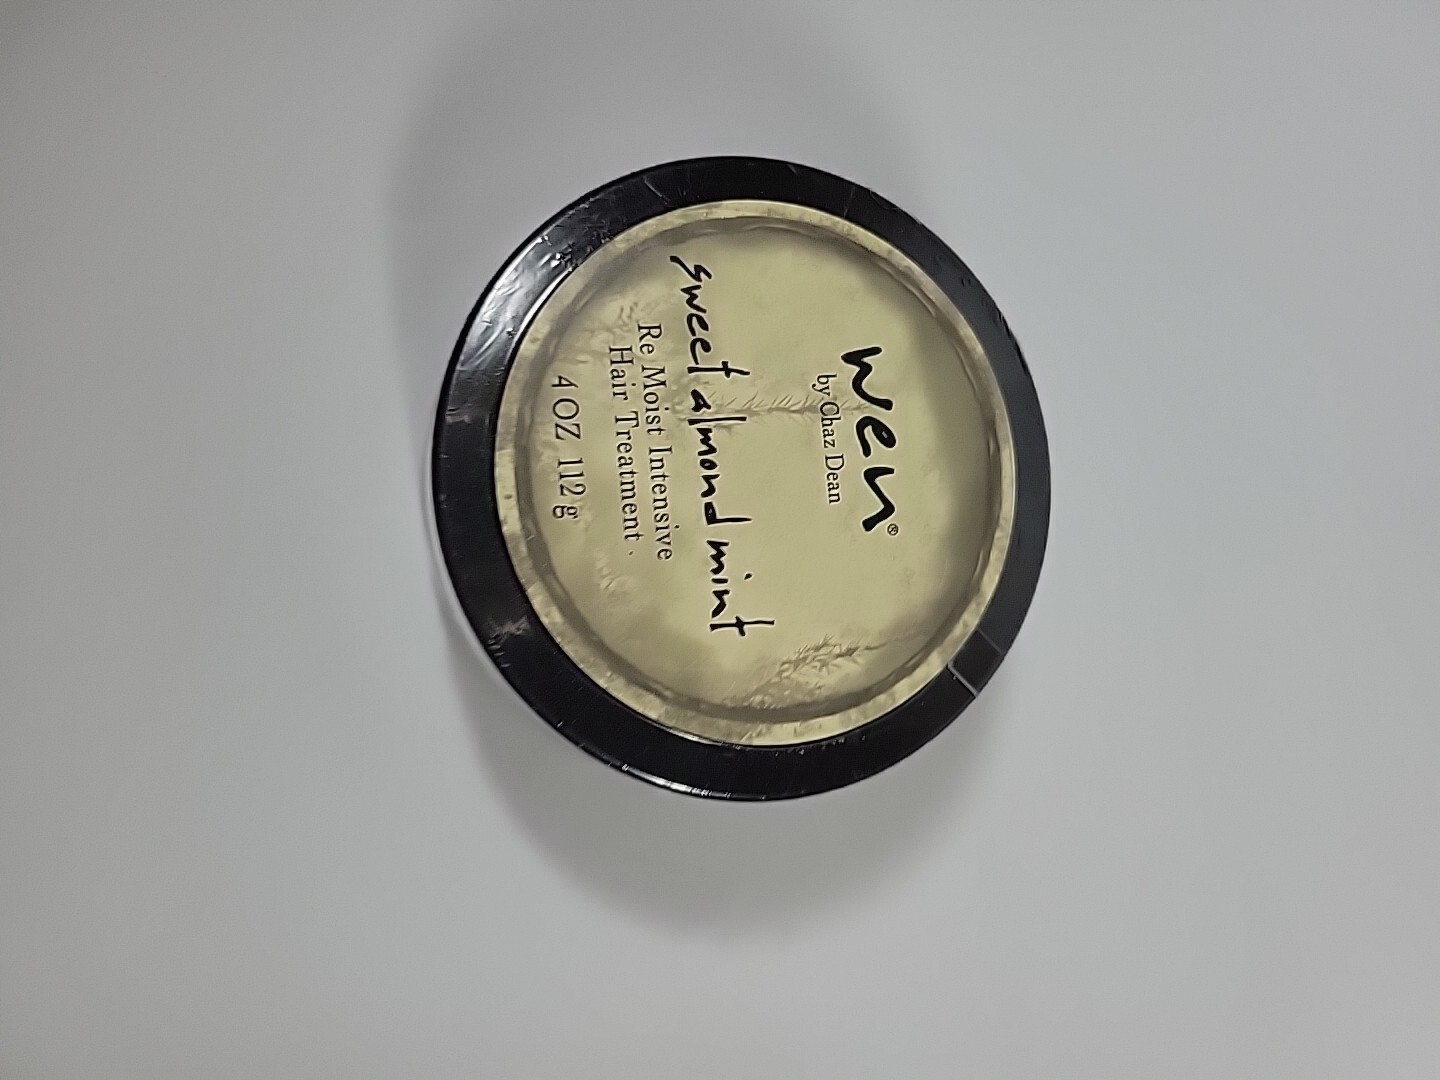 wen®
by Chaz Dean
sweet almond mint
Re Moist Intensive
Hair Treatment .
4 OZ 112 g